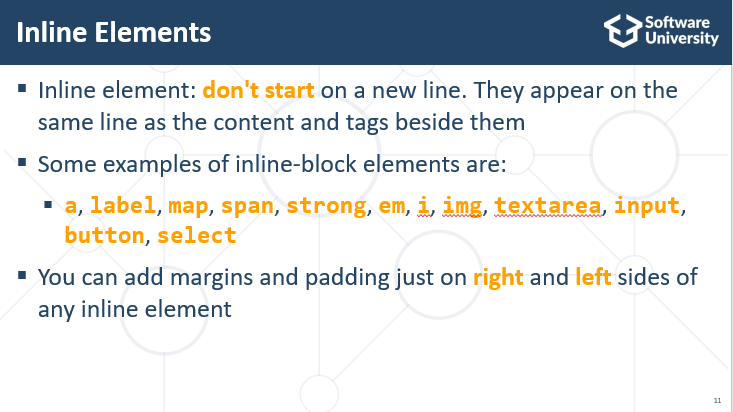 Inline Elements
Software
University
▪ Inline element: don't start on a new line. They appear on the
same line as the content and tags beside them
▪ Some examples of inline-block elements are:
▪ a, label, map, span, strong, em, i, img, textarea, input,
button, select
▪ You can add margins and padding just on right and left sides of
any inline element
11